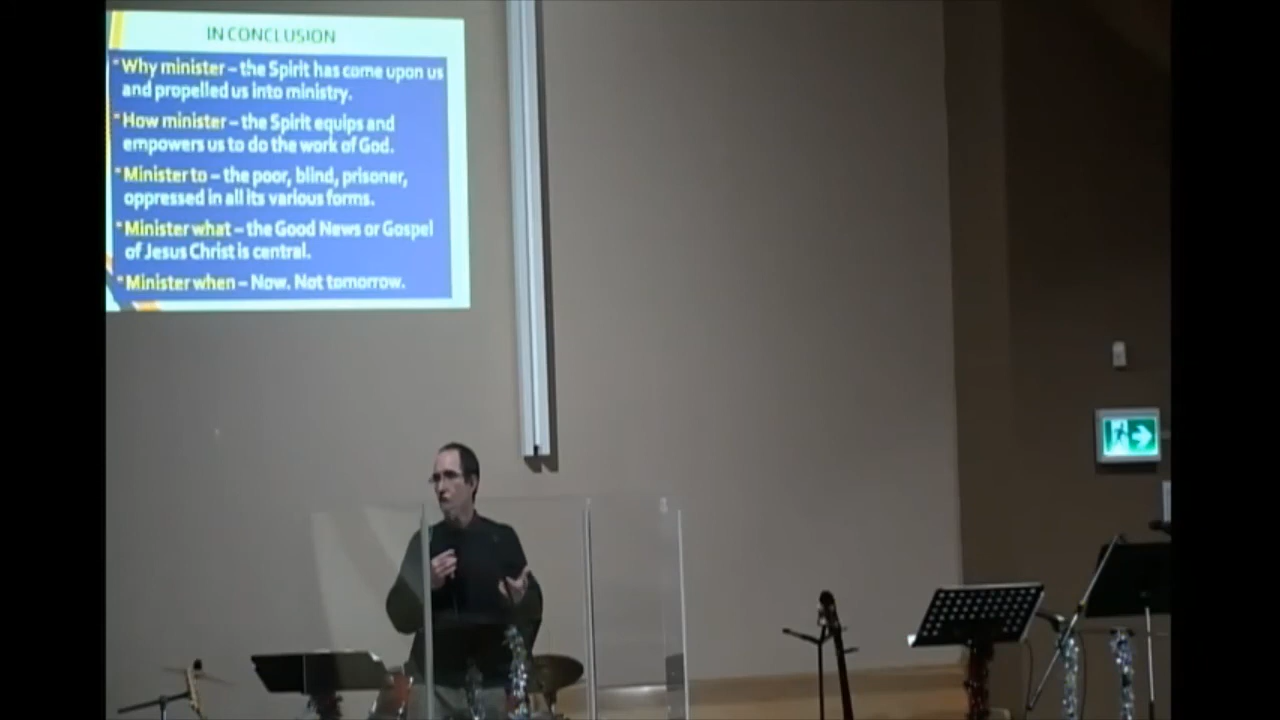 IN CONCLUSION
Why minister – the Spirit has come upon us
and propelled us into ministry.
How minister – the Spirit equips and
empowers us to do the work of God.
Minister to – the poor, blind, prisoner,
oppressed in all its various forms.
Minister what – the Good News or Gospel
of Jesus Christ is central.
Minister when – Now. Not tomorrow.